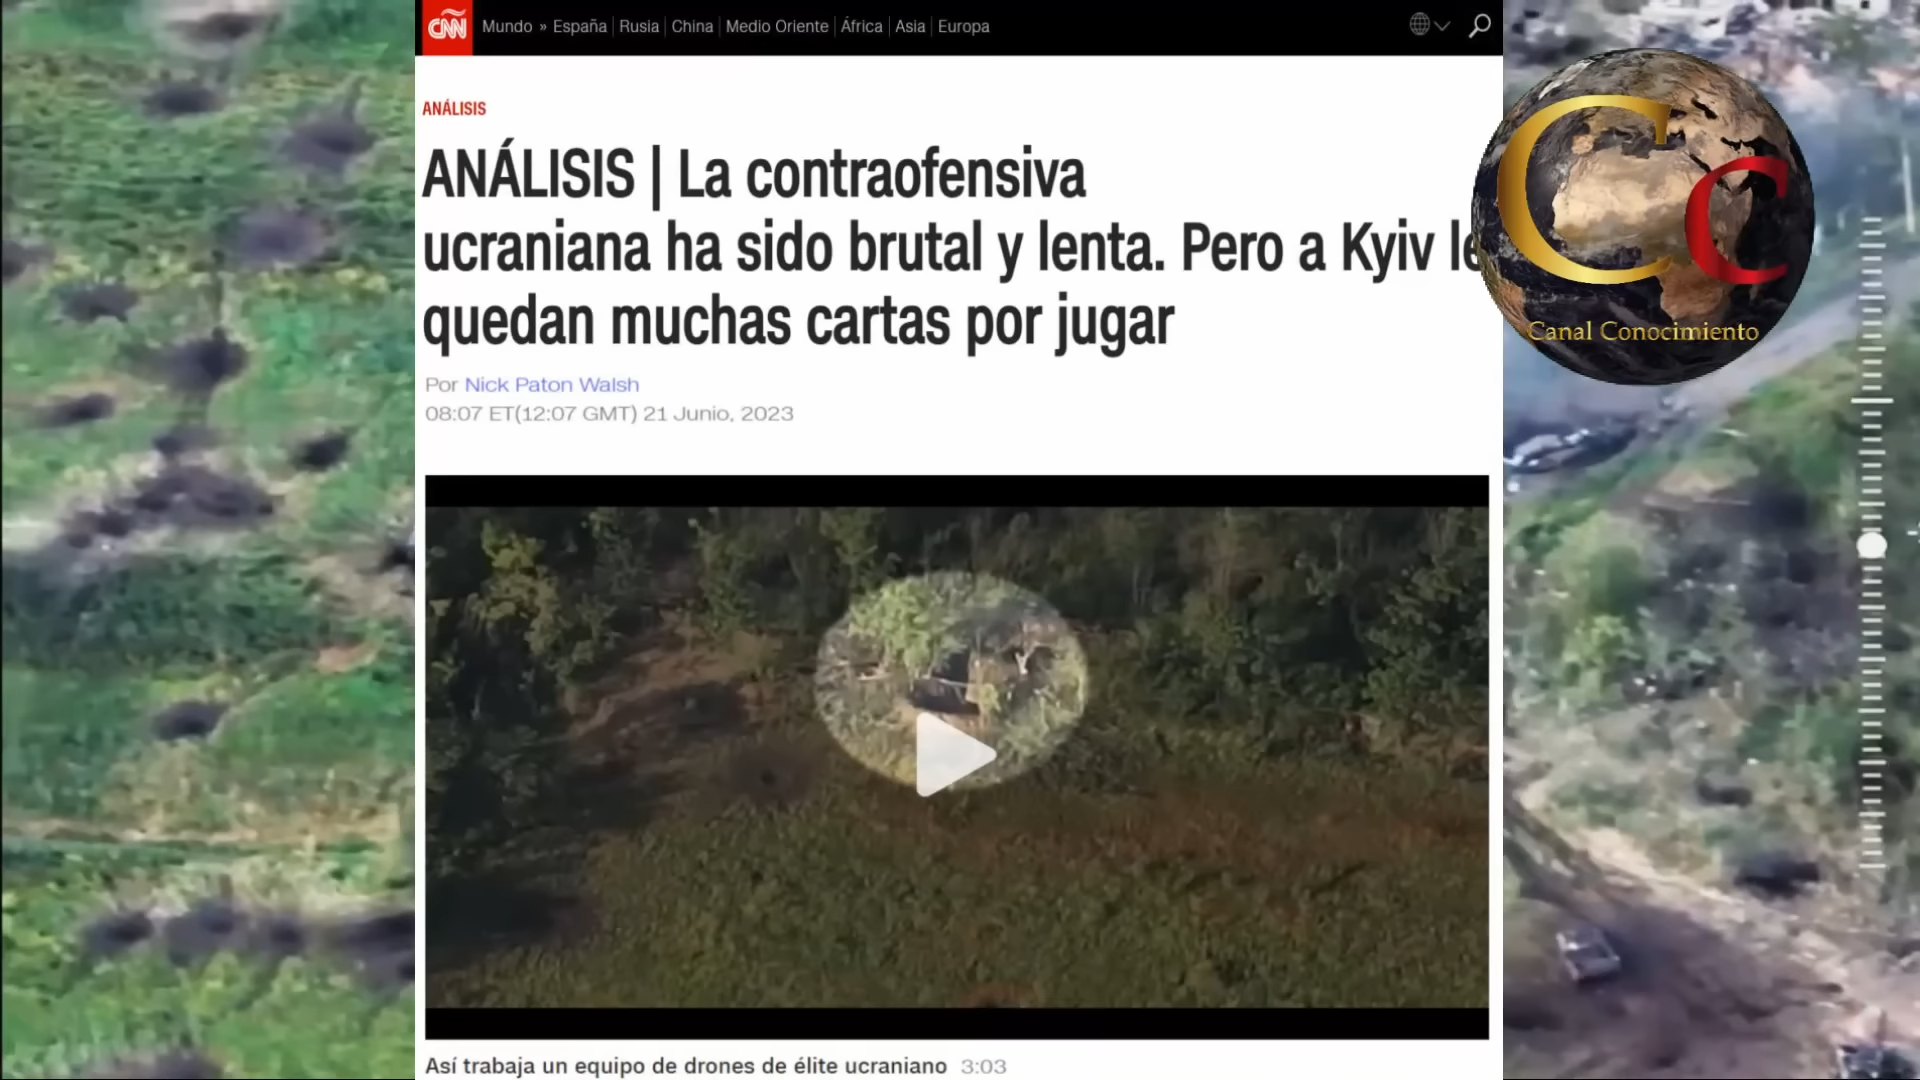 CNN Mundo » España | Rusia | China | Medio Oriente | África | Asia | Europa
ANÁLISIS
ANÁLISIS | La contraofensiva
ucraniana ha sido brutal y lenta. Pero a Kyiv le
quedan muchas cartas por jugar
Por Nick Paton Walsh
08:07 ET(12:07 GMT) 21 Junio, 2023
Así trabaja un equipo de drones de élite ucraniano 3:03
C C
Canal Conocimiento